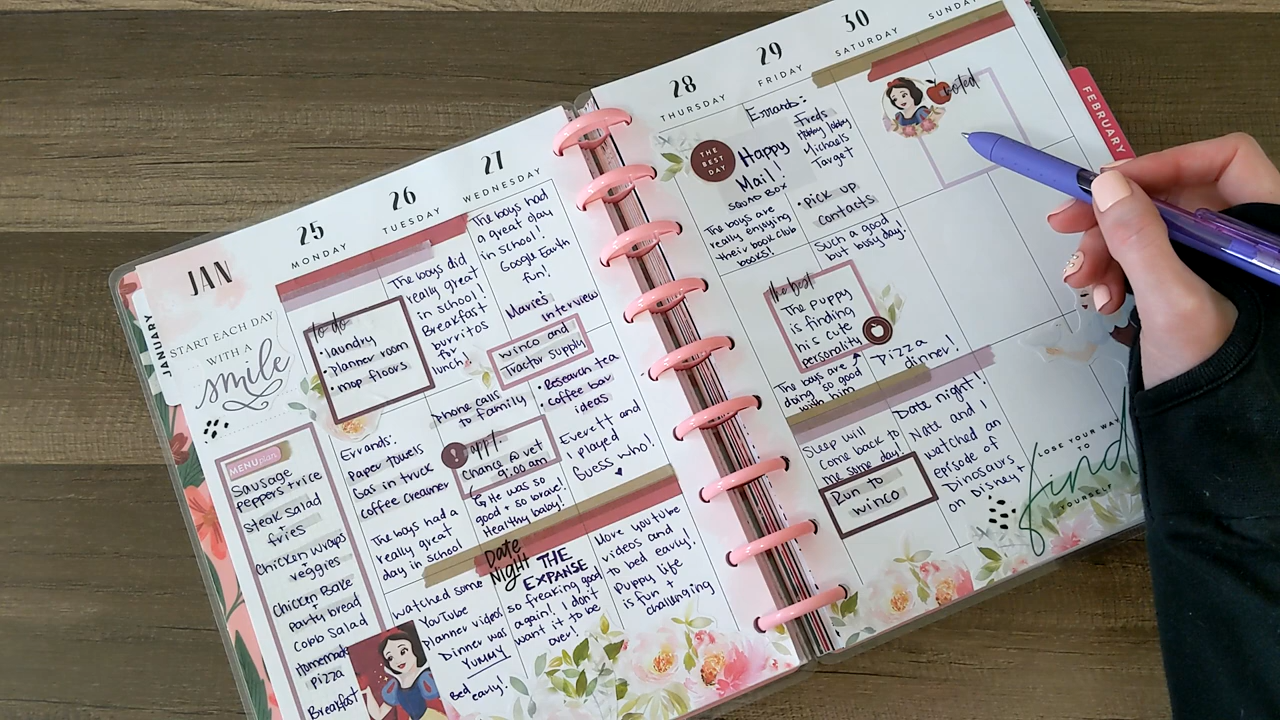 JAN
JANUARY
START EACH DAY
WITH A
smile
MENU plan
Sausage
peppers + rice
steak salad
fries
chicken wraps
veggies
Chicken Bake
party bread
cobb salad
Homemade
pizza
Breakfast
25
MONDAY
to do
• laundry
• planner room
• mop floors
Errands:
Paper towels
Gas in truck
coffee creamer
The boys had a
really great
day in school
watched some
YouTube
planner videos
Dinner was
YUMMY
Bed early!
26
TUESDAY
The boys did
really great
in school!
Breakfast
burritos
for
lunch!
Phone calls
to family
! appt.
Chance @ vet
9:00 am
He was so
good + so brave!
Healthy baby!
Date
Night
THE
EXPANSE
so freaking good
again! I don't
want it to be
over!
27
WEDNESDAY
The boys had
a great day
in school!
Google Earth
fun!
Mavie's
Interview
winco and
Tractor supply
• Research tea
coffee bar
ideas
Everett and
I played
Guess Who!
More YouTube
videos and
to bed early.
Puppy life
is fun +
challenging
28
THURSDAY
THE
BEST
DAY
Happy
Mail!
SQUAD BOX
The boys are
really enjoying
their book club
books!
the best
The puppy
is finding
his cute
personality
The boys are
doing so good
with him
Sleep will
come back to
me some day!
Run to
winco
29
FRIDAY
Errands:
Freds
Hobby lobby
Michaels
Target
• pick up
contacts
Such a good
but busy day!
Pizza
dinner!
Date night!
Nate and I
watched an
episode of
Dinosaurs
on Disney+
30
SATURDAY
SUNDAY
FEBRUARY
LOSE YOUR WAY
TO
find
YOURSELF